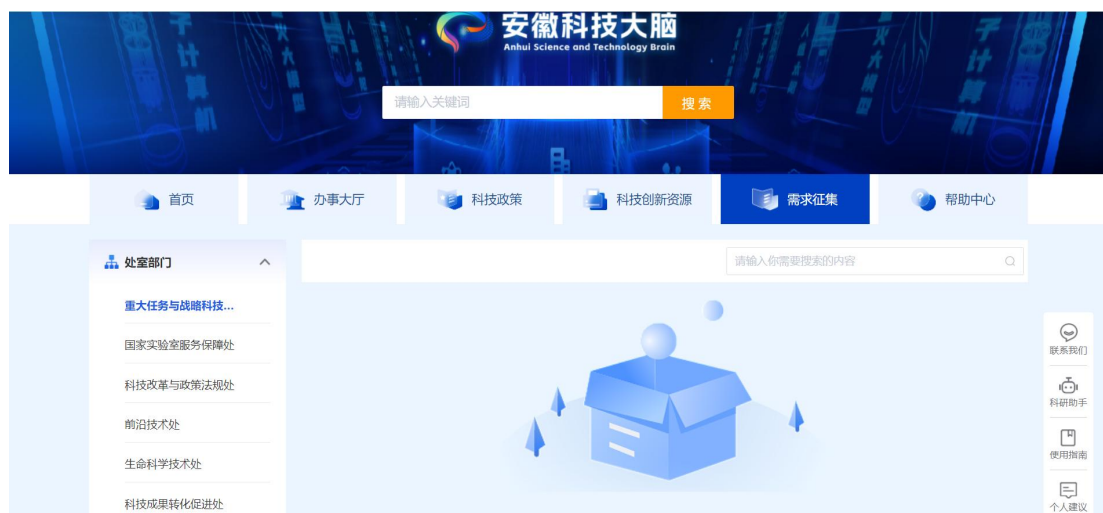 安徽科技大脑
Anhui Science and Technology Brain
请输入关键词
搜索
首页
办事大厅
科技政策
科技创新资源
需求征集
帮助中心
处室部门
请输入你需要搜索的内容
重大任务与战略科技...
国家实验室服务保障处
科技改革与政策法规处
前沿技术处
生命科学技术处
科技成果转化促进处
联系我们
科研助手
使用指南
个人建议